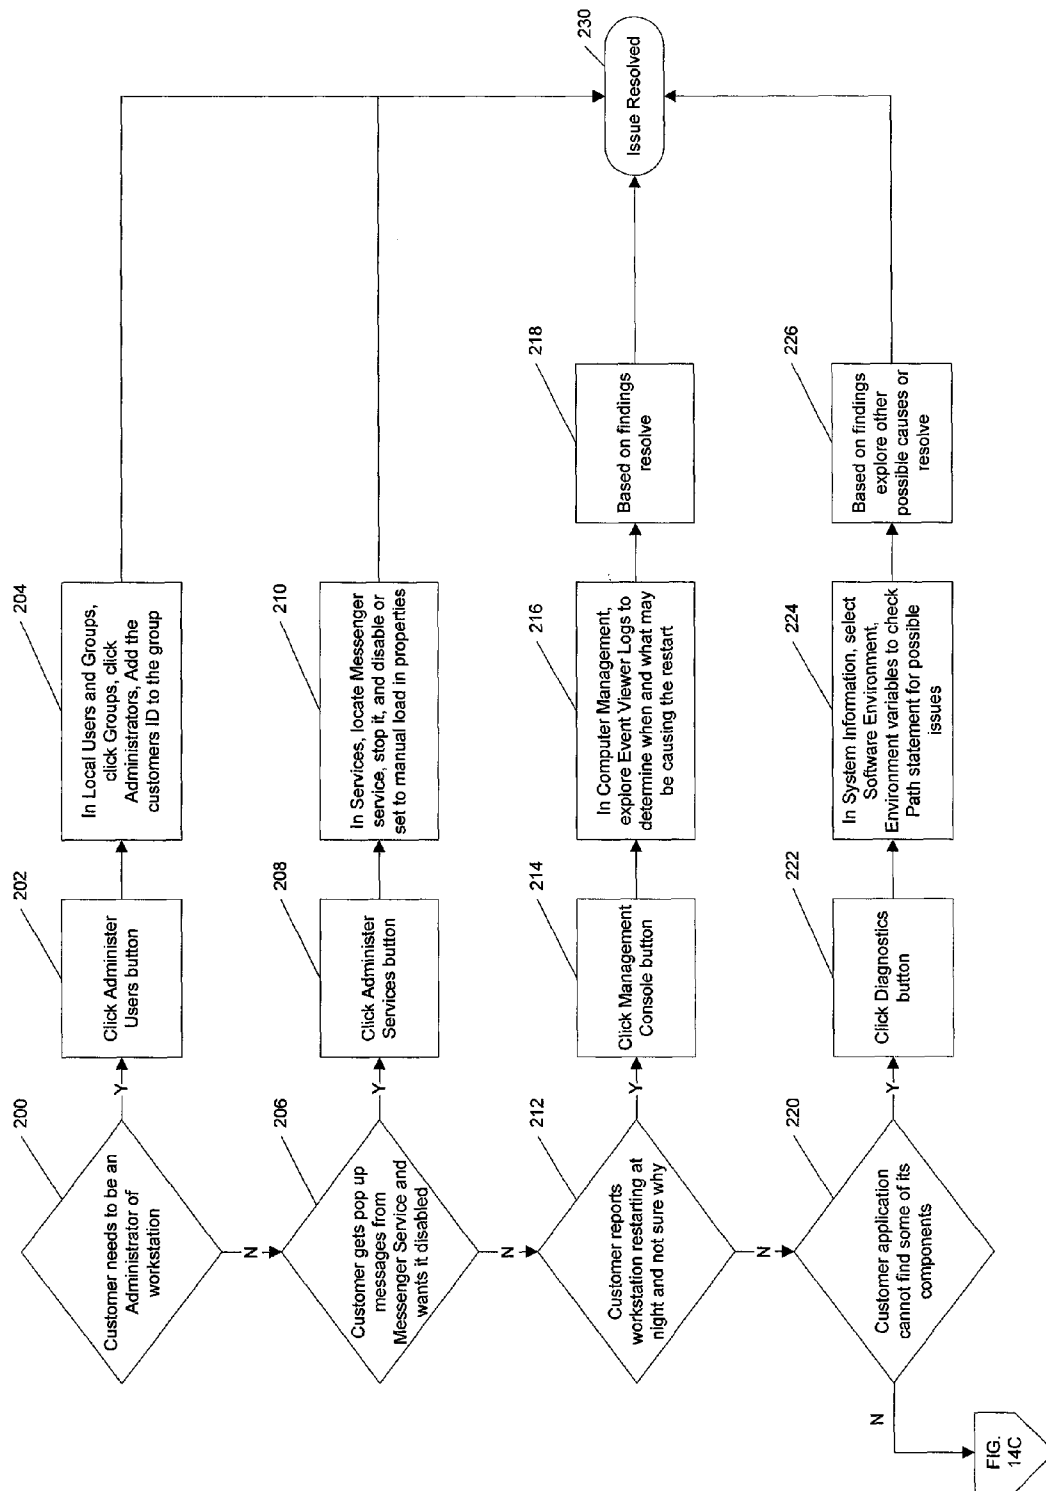 200
Customer needs to be an
Administrator of
workstation
Y
202
Click Administer
Users button
204
In Local Users and Groups,
click Groups, click
Administrators, Add the
customers ID to the group
N
206
Customer gets pop up
messages from
Messenger Service and
wants it disabled
Y
208
Click Administer
Services button
210
In Services, locate Messenger
service, stop it, and disable or
set to manual load in properties
N
212
Customer reports
workstation restarting at
night and not sure why
Y
214
Click Management
Console button
216
In Computer Management,
explore Event Viewer Logs to
determine when and what may
be causing the restart
218
Based on findings
resolve
230
Issue Resolved
N
220
Customer application
cannot find some of its
components
Y
222
Click Diagnostics
button
224
In System Information, select
Software Environment,
Environment variables to check
Path statement for possible
issues
226
Based on findings
explore other
possible causes or
resolve
N
FIG.
14C